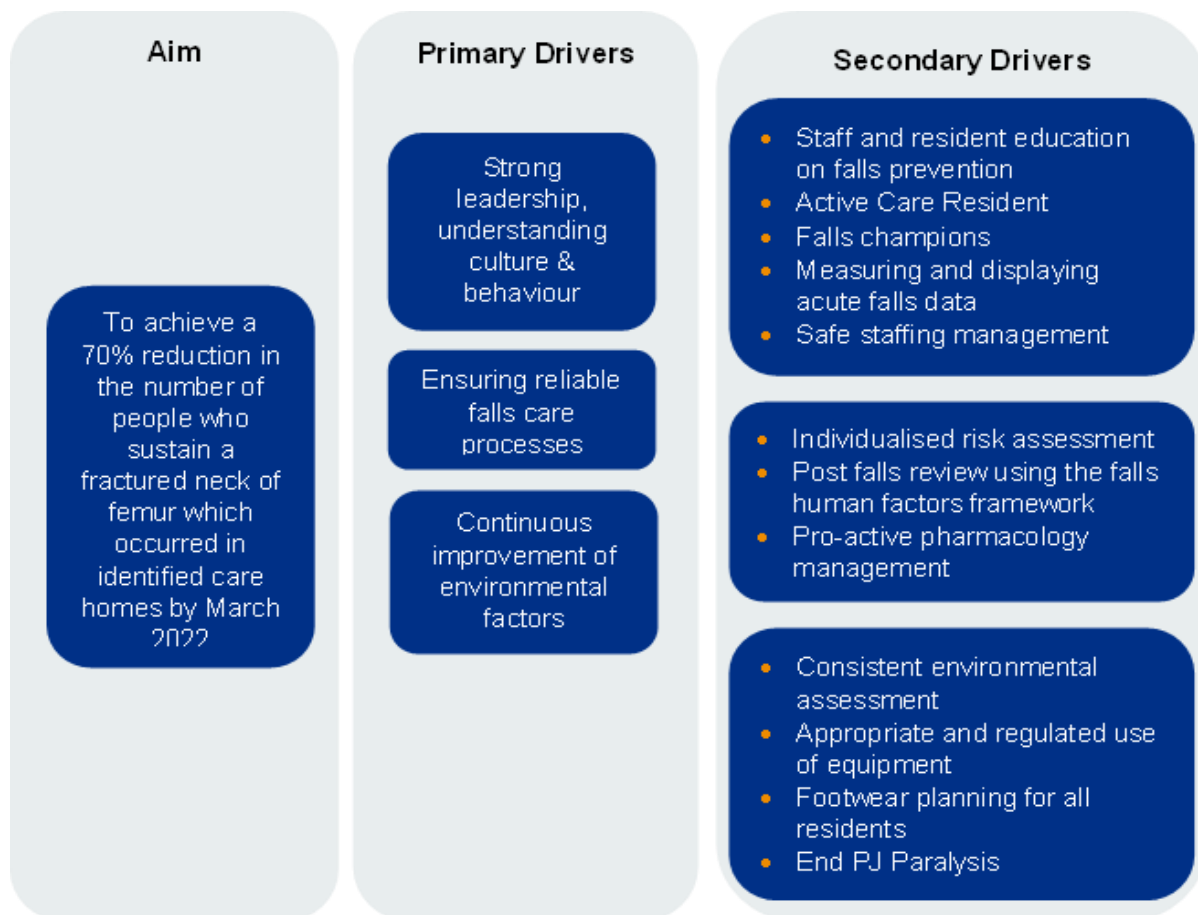 Aim
To achieve a
70% reduction in
the number of
people who
sustain a
fractured neck of
femur which
occurred in
identified care
homes by March
2022
Primary Drivers
Strong
leadership,
understanding
culture &
behaviour
Ensuring reliable
falls care
processes
Continuous
improvement of
environmental
factors
Secondary Drivers
• Staff and resident education
on falls prevention
• Active Care Resident
• Falls champions
• Measuring and displaying
acute falls data
• Safe staffing management
• Individualised risk assessment
• Post falls review using the falls
human factors framework
• Pro-active pharmacology
management
• Consistent environmental
assessment
• Appropriate and regulated use
of equipment
• Footwear planning for all
residents
• End PJ Paralysis